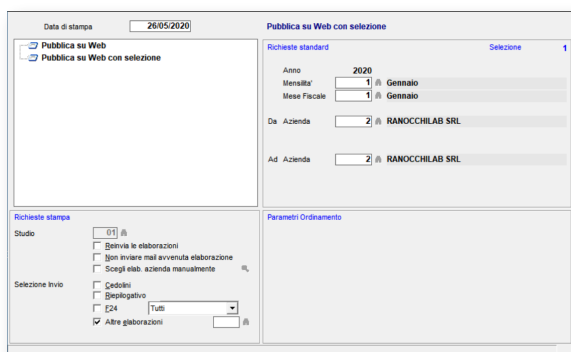 Data di stampa 26/05/2020
Pubblica su Web con selezione
Pubblica su Web
Pubblica su Web con selezione
Richieste standard Selezione 1
Anno 2020
Mensilita' 1 Gennaio
Mese Fiscale 1 Gennaio
Da Azienda 2 RANOCCHILAB SRL
Ad Azienda 2 RANOCCHILAB SRL
Richieste stampa
Studio 01
Reinvia le elaborazioni
Non inviare mail avvenuta elaborazione
Scegli elab. azienda manualmente
Selezione Invio Cedolini
Riepilogativo
F24 Tutti
Altre elaborazioni
Parametri Ordinamento